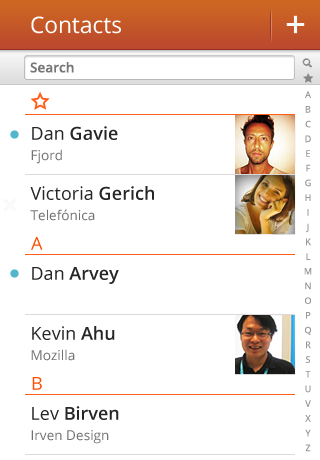 Contacts +
Search
Dan Gavie
Fjord
Victoria Gerich
Telefónica
A
Dan Arvey
Kevin Ahu
Mozilla
B
Lev Birven
Irven Design
A
B
C
D
E
F
G
H
I
J
K
L
M
N
O
P
Q
R
S
T
U
V
W
X
Y
Z